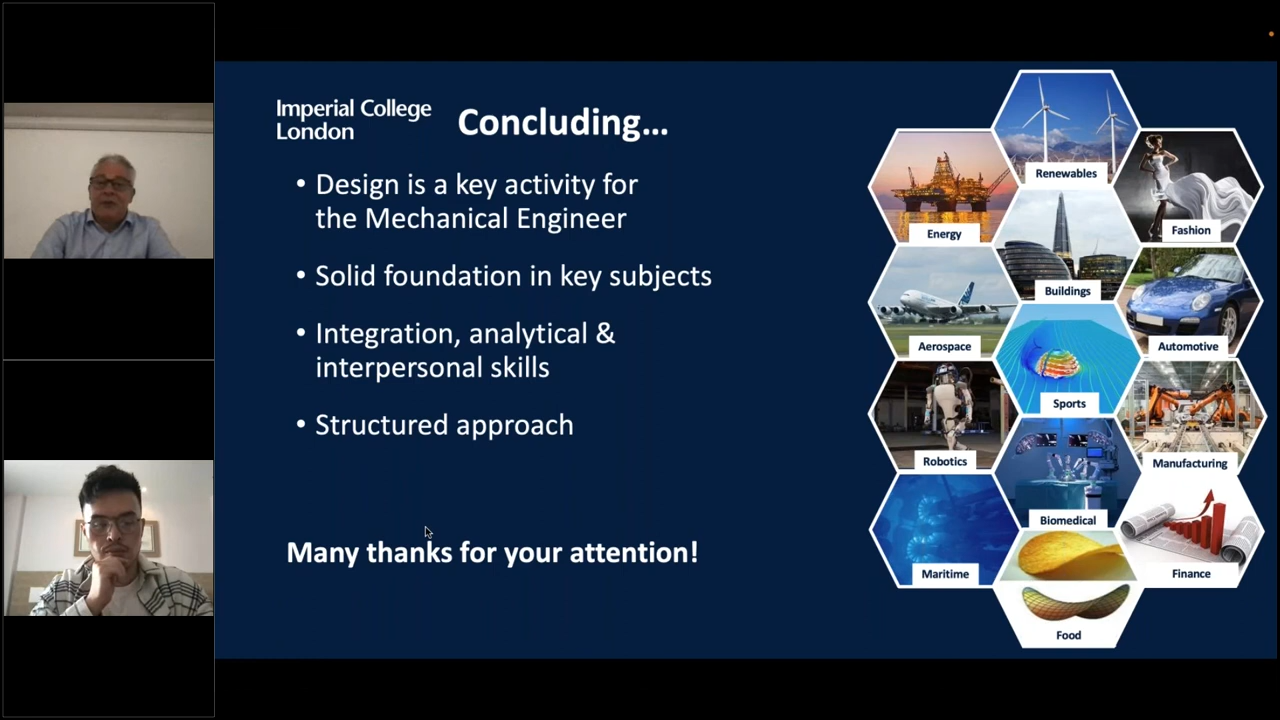 Imperial College
London
Concluding...
• Design is a key activity for
the Mechanical Engineer
• Solid foundation in key subjects
• Integration, analytical &
interpersonal skills
• Structured approach
Many thanks for your attention!
Renewables
Energy
Fashion
Buildings
Aerospace
Automotive
Sports
Robotics
Manufacturing
Biomedical
Maritime
Finance
Food